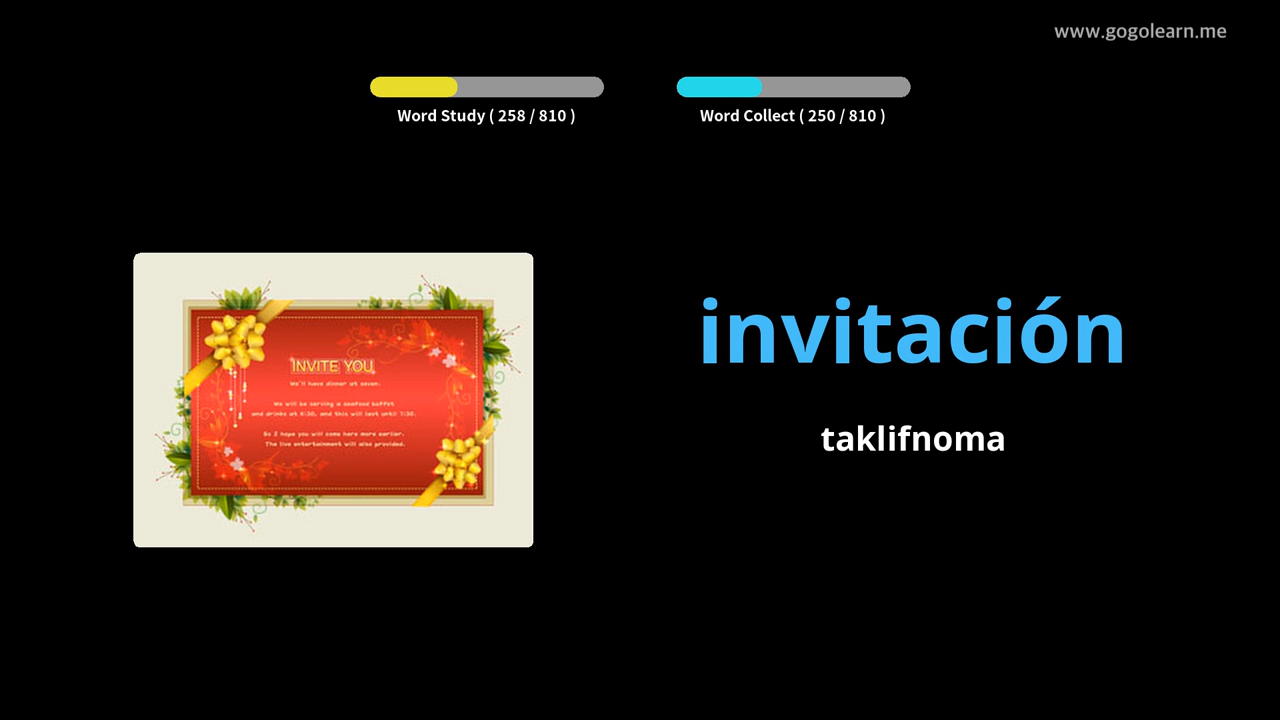 www.gogolearn.me
Word Study ( 258 / 810 )
Word Collect ( 250 / 810 )
INVITE YOU
We'll have dinner at seven.
We will be serving a seafood buffet
and drinks at 6:30, and this will last until 7:30.
So I hope you will come here more earlier.
The live entertainment will also provided.
invitación
taklifnoma